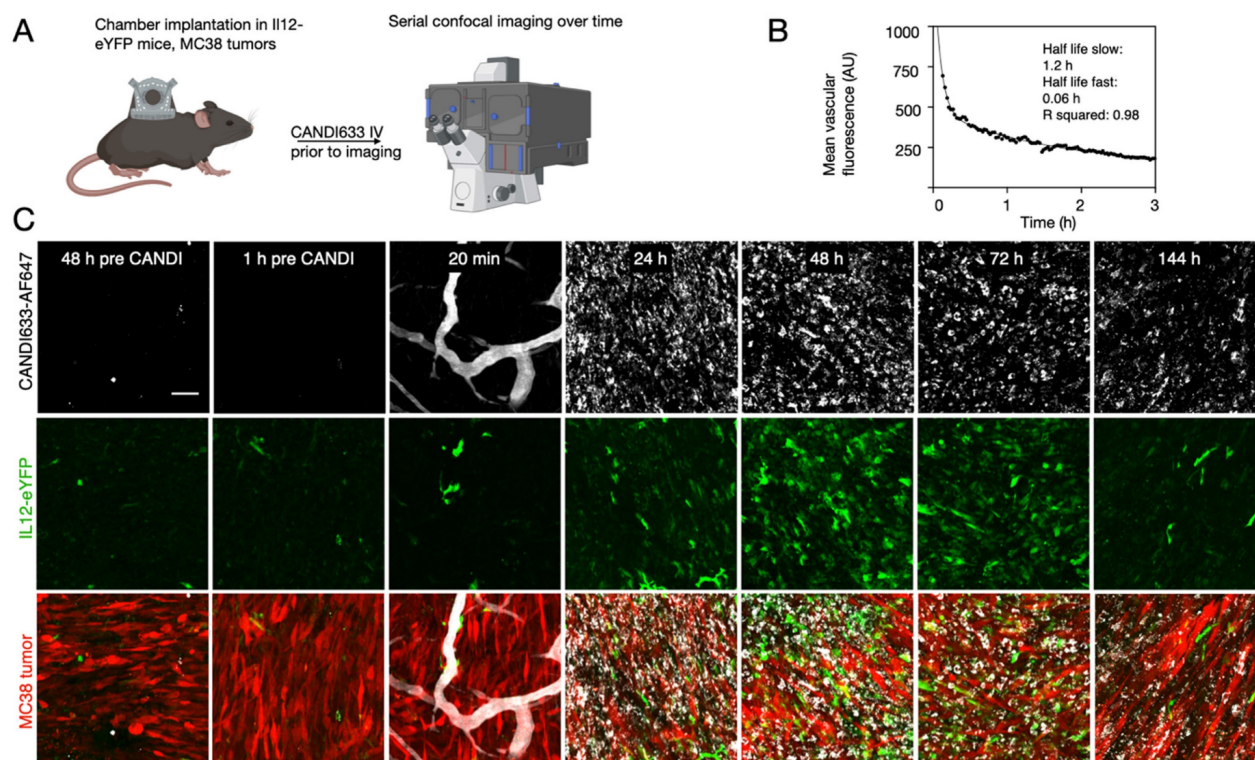 A
Chamber implantation in Il12-
eYFP mice, MC38 tumors
CANDI633 IV
prior to imaging
Serial confocal imaging over time
B
Mean vascular
fluorescence (AU)
1000
750
500
250
Half life slow:
1.2 h
Half life fast:
0.06 h
R squared: 0.98
0 1 2 3
Time (h)
C
48 h pre CANDI
1 h pre CANDI
20 min
24 h
48 h
72 h
144 h
CANDI633-AF647
IL12-eYFP
MC38 tumor